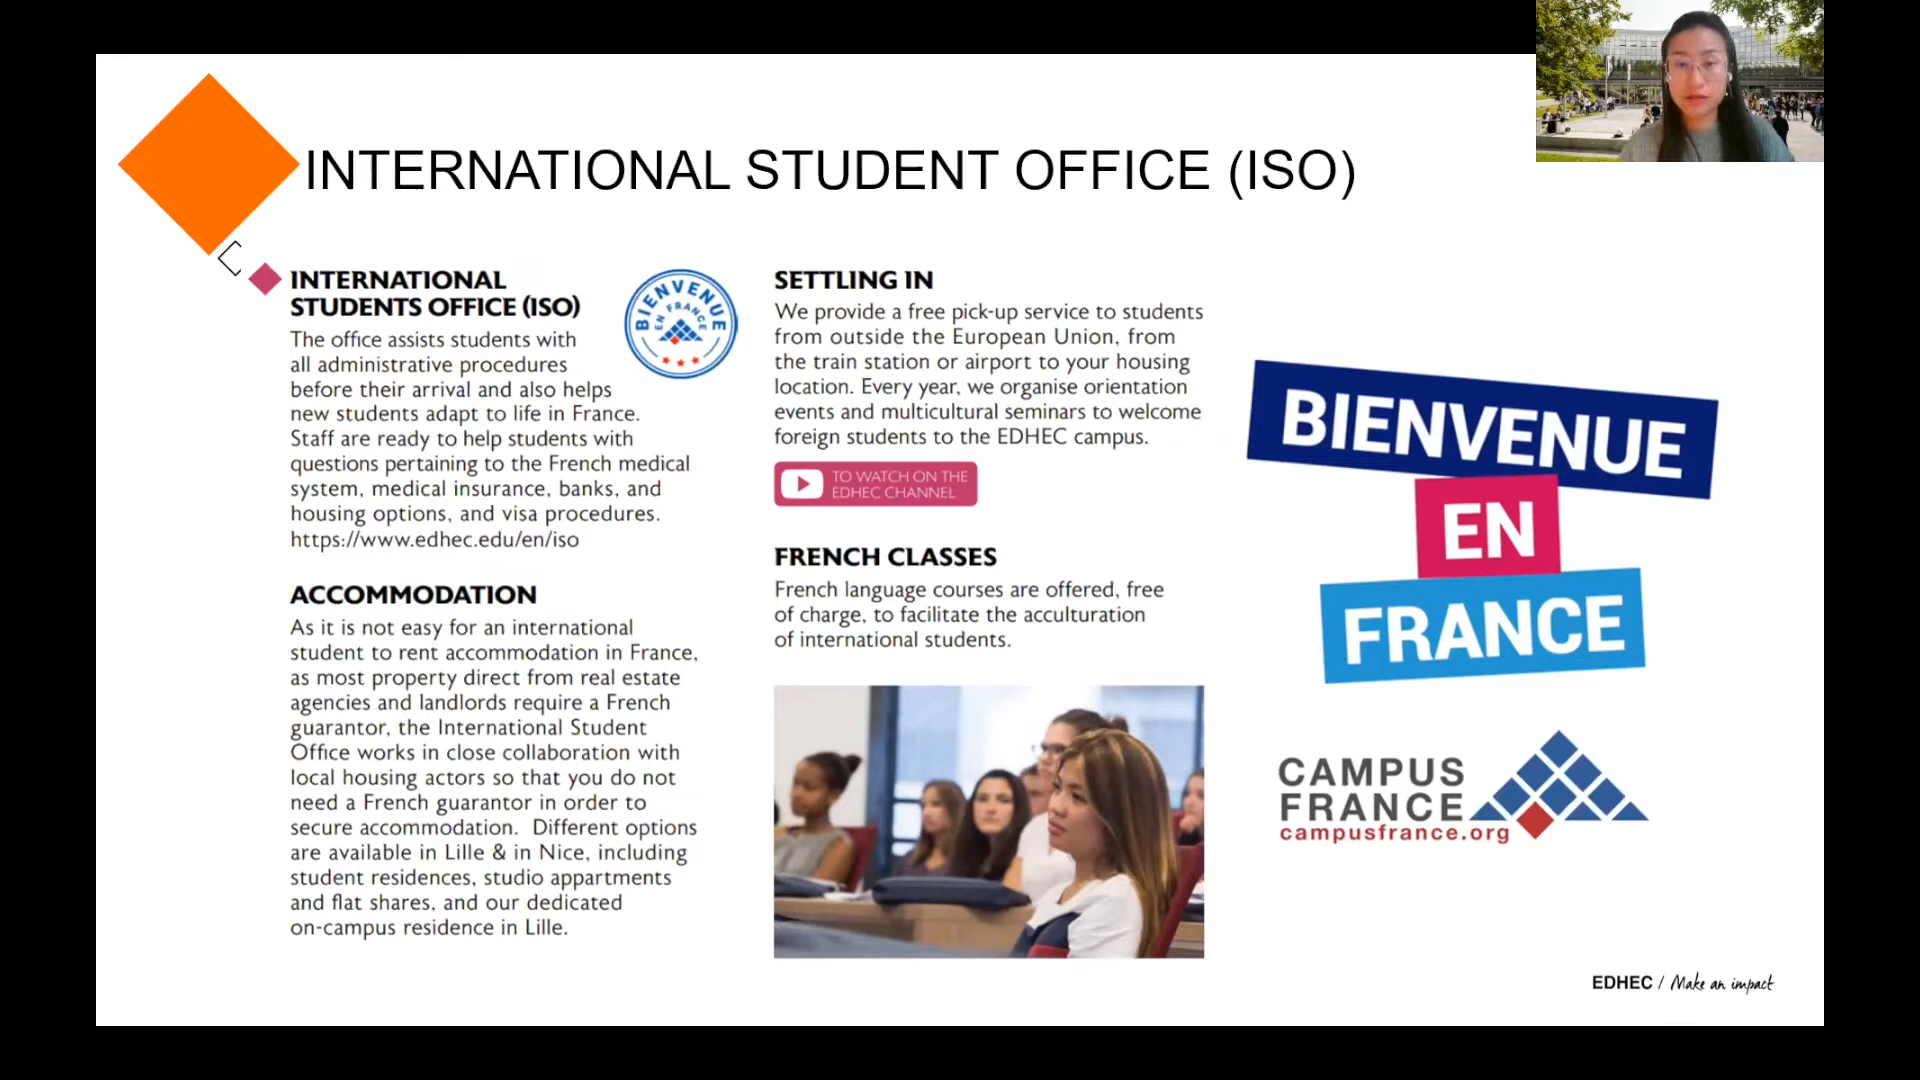 INTERNATIONAL STUDENT OFFICE (ISO)
INTERNATIONAL
STUDENTS OFFICE (ISO)
The office assists students with
all administrative procedures
before their arrival and also helps
new students adapt to life in France.
Staff are ready to help students with
questions pertaining to the French medical
system, medical insurance, banks, and
housing options, and visa procedures.
https://www.edhec.edu/en/iso
BIENVENUE
EN FRANCE
ACCOMMODATION
As it is not easy for an international
student to rent accommodation in France,
as most property direct from real estate
agencies and landlords require a French
guarantor, the International Student
Office works in close collaboration with
local housing actors so that you do not
need a French guarantor in order to
secure accommodation. Different options
are available in Lille & in Nice, including
student residences, studio appartments
and flat shares, and our dedicated
on-campus residence in Lille.
SETTLING IN
We provide a free pick-up service to students
from outside the European Union, from
the train station or airport to your housing
location. Every year, we organise orientation
events and multicultural seminars to welcome
foreign students to the EDHEC campus.
TO WATCH ON THE
EDHEC CHANNEL
FRENCH CLASSES
French language courses are offered, free
of charge, to facilitate the acculturation
of international students.
BIENVENUE
EN
FRANCE
CAMPUS
FRANCE
campusfrance.org
EDHEC / Make an impact